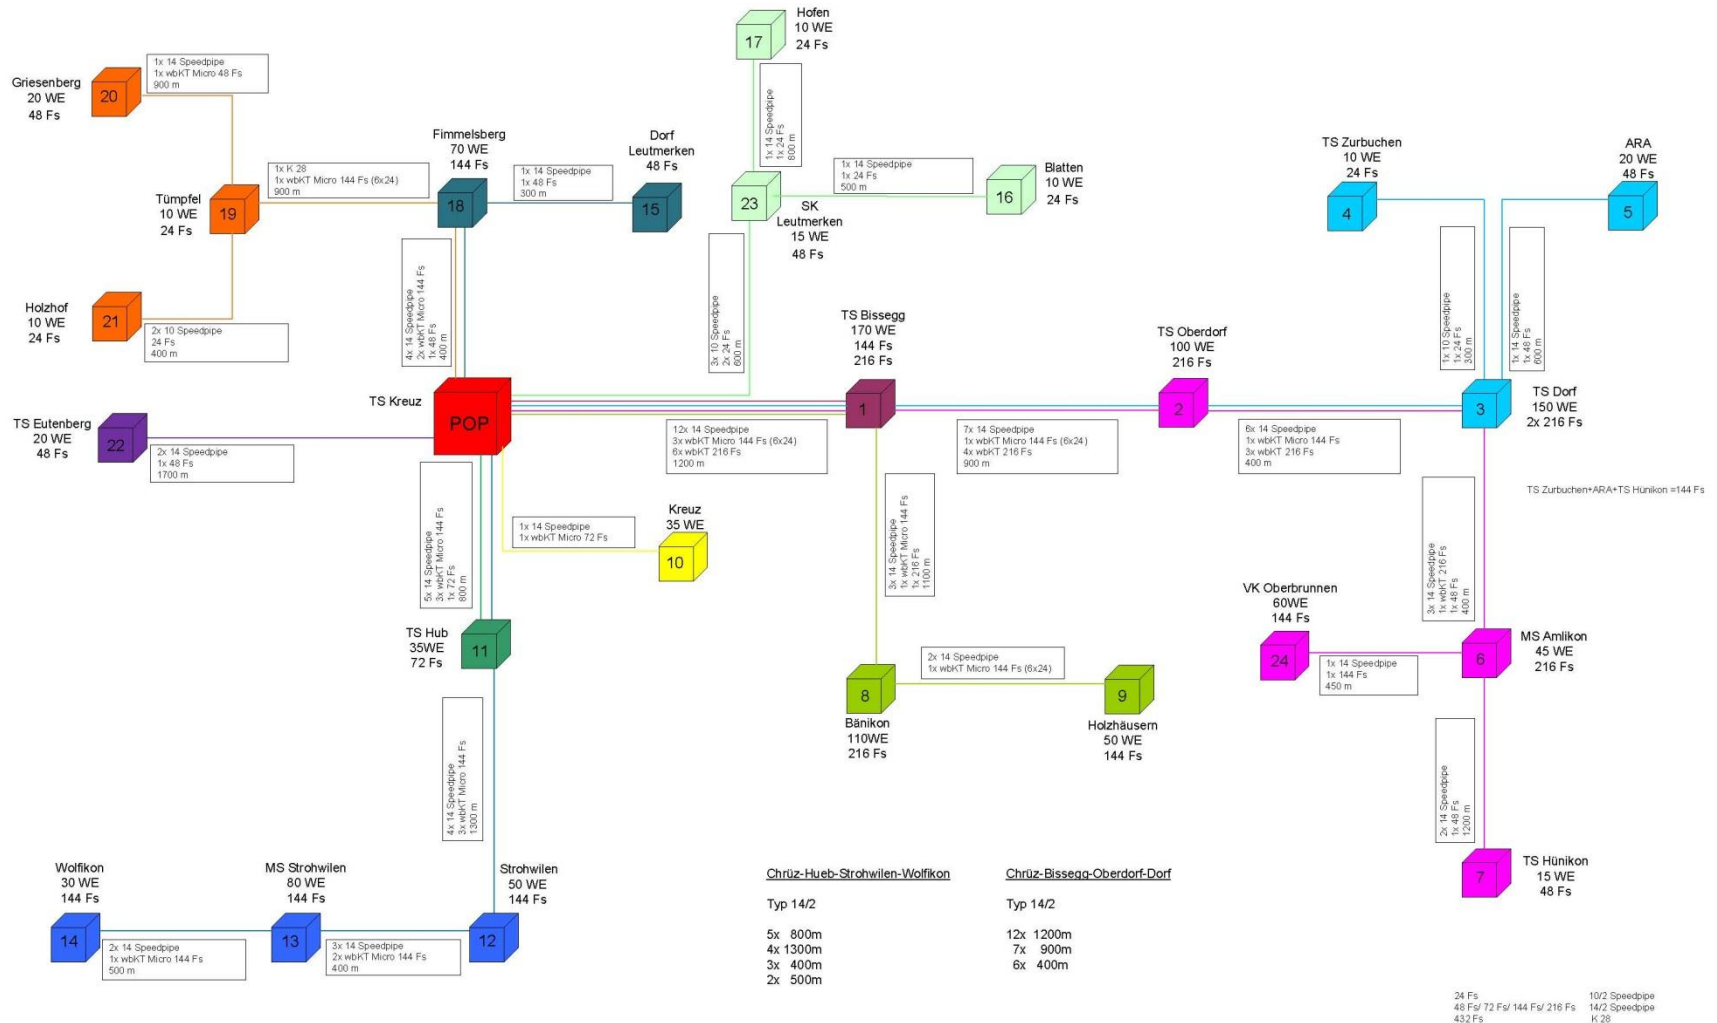 Hofen
10 WE
24 Fs
17
1x 14 Speedpipe
1x wbKT Micro 48 Fs
900 m
Griesenberg
20 WE
48 Fs
20
1x 14 Speedpipe
1x 24 Fs
800 m
Fimmelsberg
70 WE
144 Fs
Dorf
Leutmerken
48 Fs
TS Zurbuchen
10 WE
24 Fs
ARA
20 WE
48 Fs
1x K 28
1x wbKT Micro 144 Fs (6x24)
900 m
1x 14 Speedpipe
1x 48 Fs
300 m
1x 14 Speedpipe
1x 24 Fs
500 m
Blatten
10 WE
24 Fs
Tümpfel
10 WE
24 Fs
19
18
15
23
16
4
5
SK
Leutmerken
15 WE
48 Fs
4x 14 Speedpipe
2x wbKT Micro 144 Fs
1x 48 Fs
400 m
3x 10 Speedpipe
2x 24 Fs
600 m
1x 10 Speedpipe
1x 24 Fs
300 m
1x 14 Speedpipe
1x 48 Fs
600 m
Holzhof
10 WE
24 Fs
21
2x 10 Speedpipe
24 Fs
400 m
TS Bissegg
170 WE
144 Fs
216 Fs
TS Oberdorf
100 WE
216 Fs
TS Kreuz
POP
1
2
3
TS Dorf
150 WE
2x 216 Fs
TS Eutenberg
20 WE
48 Fs
22
2x 14 Speedpipe
1x 48 Fs
1700 m
12x 14 Speedpipe
3x wbKT Micro 144 Fs (6x24)
6x wbKT 216 Fs
1200 m
7x 14 Speedpipe
1x wbKT Micro 144 Fs (6x24)
4x wbKT 216 Fs
900 m
6x 14 Speedpipe
1x wbKT Micro 144 Fs
3x wbKT 216 Fs
400 m
TS Zurbuchen+ARA+TS Hünikon =144 Fs
5x 14 Speedpipe
3x wbKT Micro 144 Fs
1x 72 Fs
800 m
1x 14 Speedpipe
1x wbKT Micro 72 Fs
Kreuz
35 WE
10
3x 14 Speedpipe
1x wbKT Micro 144 Fs
1x 216 Fs
1100 m
3x 14 Speedpipe
1x wbKT 216 Fs
1x 48 Fs
400 m
TS Hub
35WE
72 Fs
11
VK Oberbrunnen
60WE
144 Fs
24
1x 14 Speedpipe
1x 144 Fs
450 m
6
MS Amlikon
45 WE
216 Fs
2x 14 Speedpipe
1x wbKT Micro 144 Fs (6x24)
8
9
Bänikon
110WE
216 Fs
Holzhäusern
50 WE
144 Fs
4x 14 Speedpipe
3x wbKT Micro 144 Fs
1300 m
2x 14 Speedpipe
1x 48 Fs
1200 m
7
TS Hünikon
15 WE
48 Fs
Wolfikon
30 WE
144 Fs
MS Strohwilen
80 WE
144 Fs
Strohwilen
50 WE
144 Fs
14
13
12
2x 14 Speedpipe
1x wbKT Micro 144 Fs
500 m
3x 14 Speedpipe
2x wbKT Micro 144 Fs
400 m
Chrüz-Hueb-Strohwilen-Wolfikon
Typ 14/2
5x 800m
4x 1300m
3x 400m
2x 500m
Chrüz-Bissegg-Oberdorf-Dorf
Typ 14/2
12x 1200m
7x 900m
6x 400m
24 Fs 10/2 Speedpipe
48 Fs/ 72 Fs/ 144 Fs/ 216 Fs 14/2 Speedpipe
432 Fs K 28